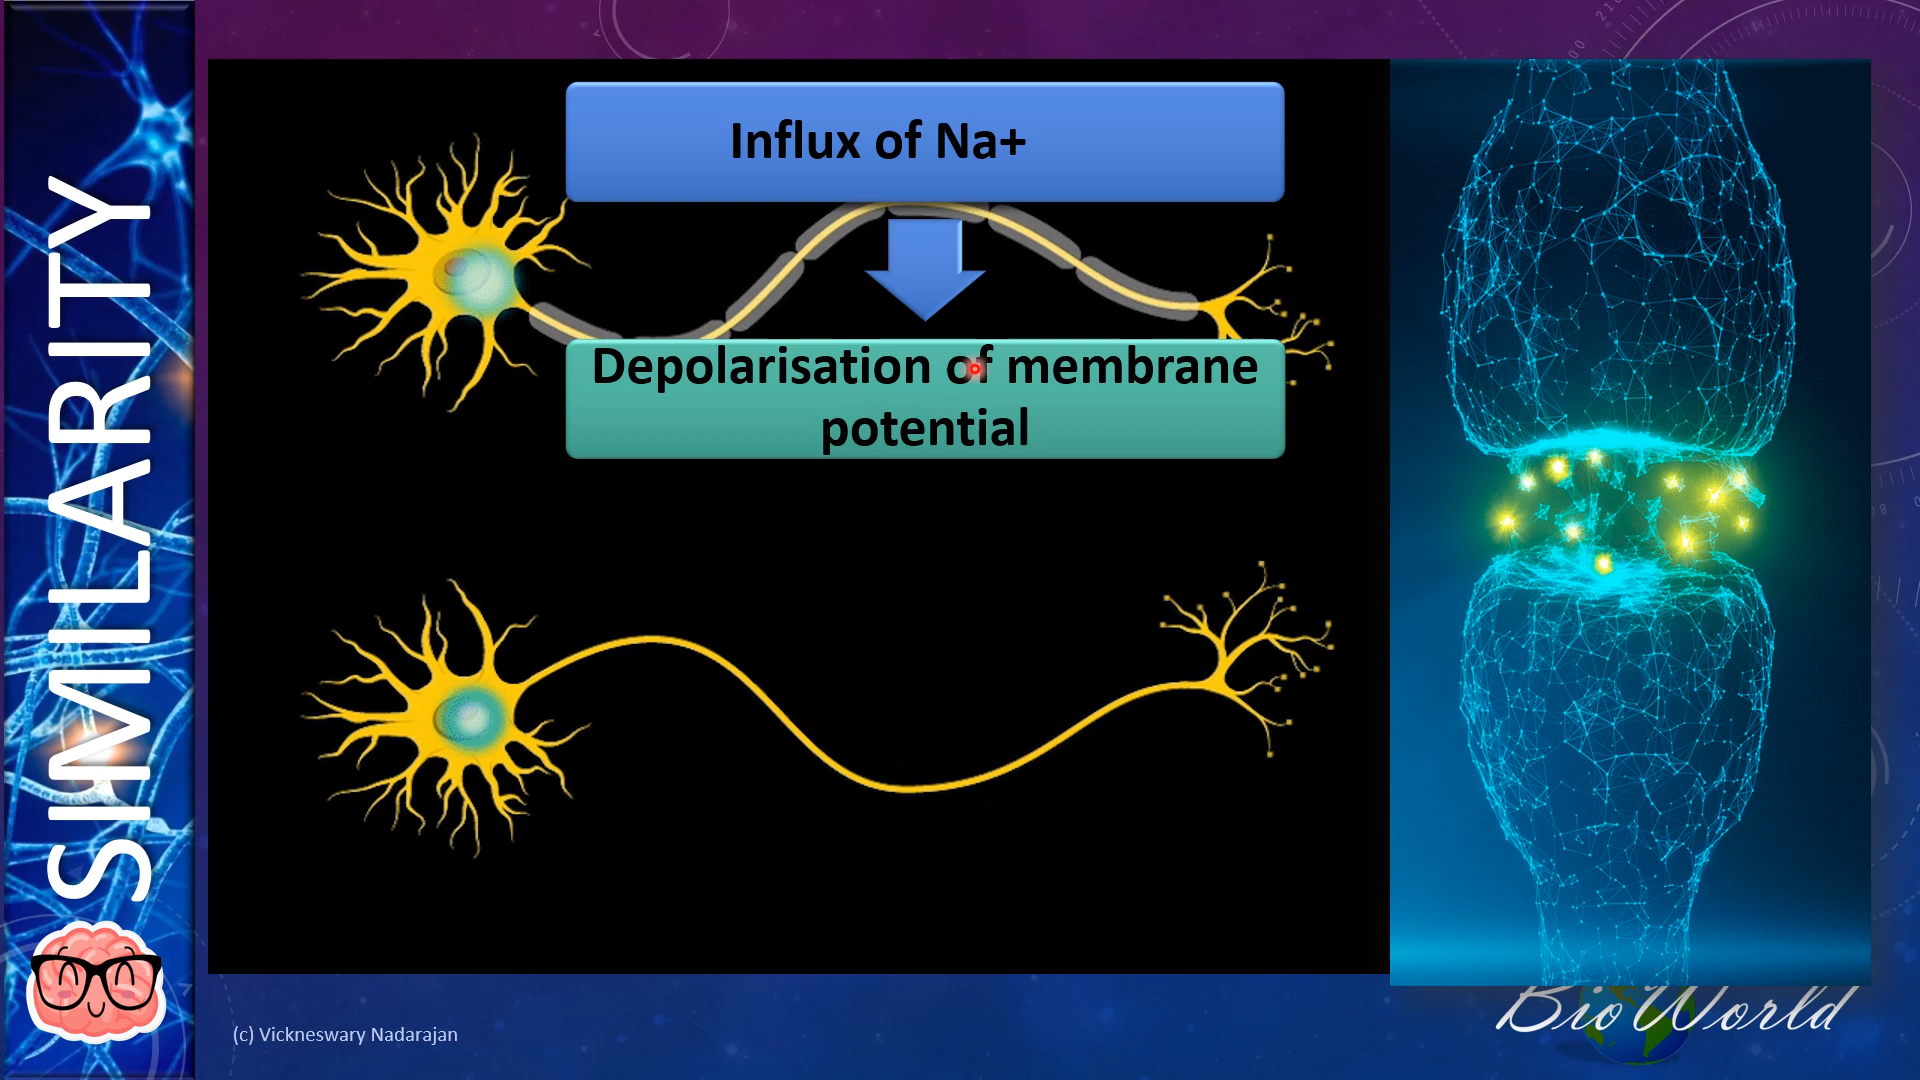 SIMILARITY
Influx of Na+
Depolarisation of membrane
potential
(c) Vickneswary Nadarajan
BioWorld